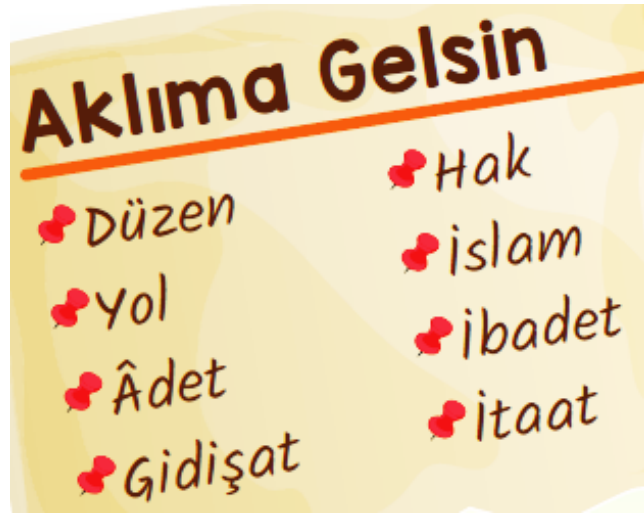 Aklıma Gelsin
Düzen
Yol
Âdet
Gidişat
Hak
İslam
İbadet
İtaat